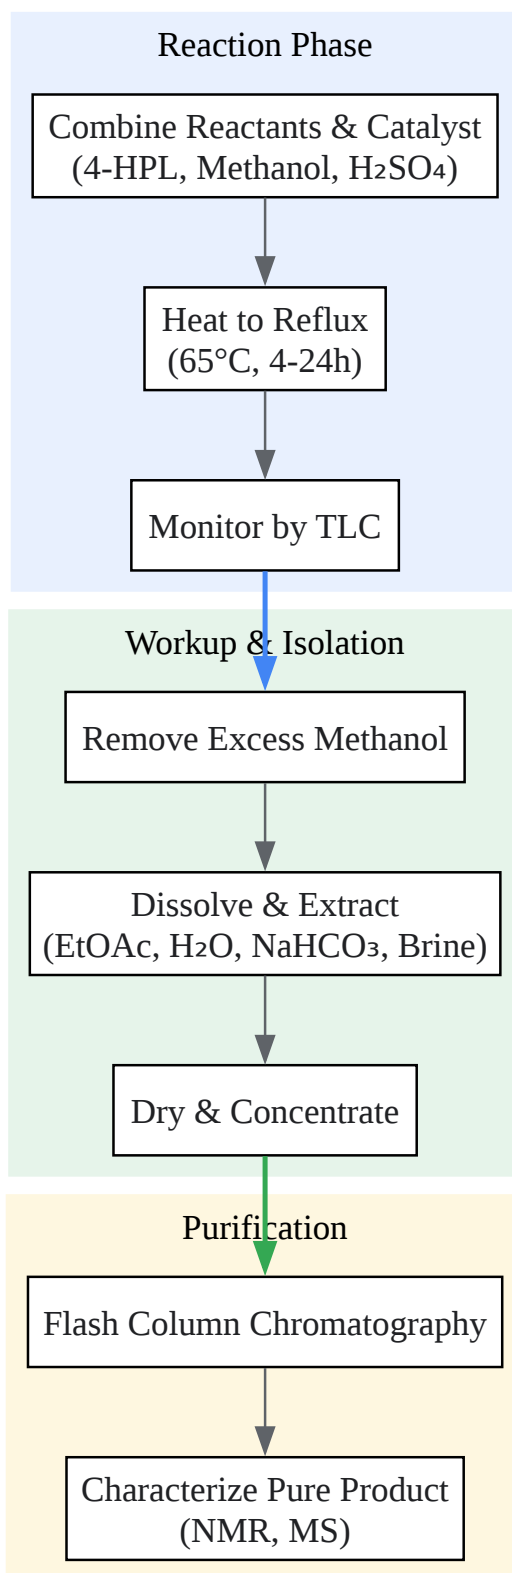 Reaction Phase
Combine Reactants & Catalyst
(4-HPL, Methanol, H₂SO₄)
Heat to Reflux
(65°C, 4-24h)
Monitor by TLC
Workup & Isolation
Remove Excess Methanol
Dissolve & Extract
(EtOAc, H₂O, NaHCO₃, Brine)
Dry & Concentrate
Purification
Flash Column Chromatography
Characterize Pure Product
(NMR, MS)